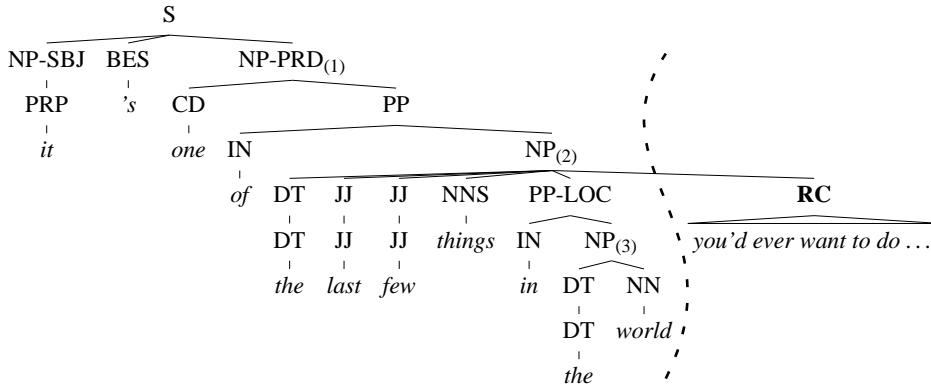 S
NP-SBJ BES NP-PRD(1)
PRP 's CD PP
it one IN NP(2)
of DT JJ JJ NNS PP-LOC RC
DT JJ JJ things IN NP(3) you'd ever want to do ...
the last few in DT NN
DT world
the